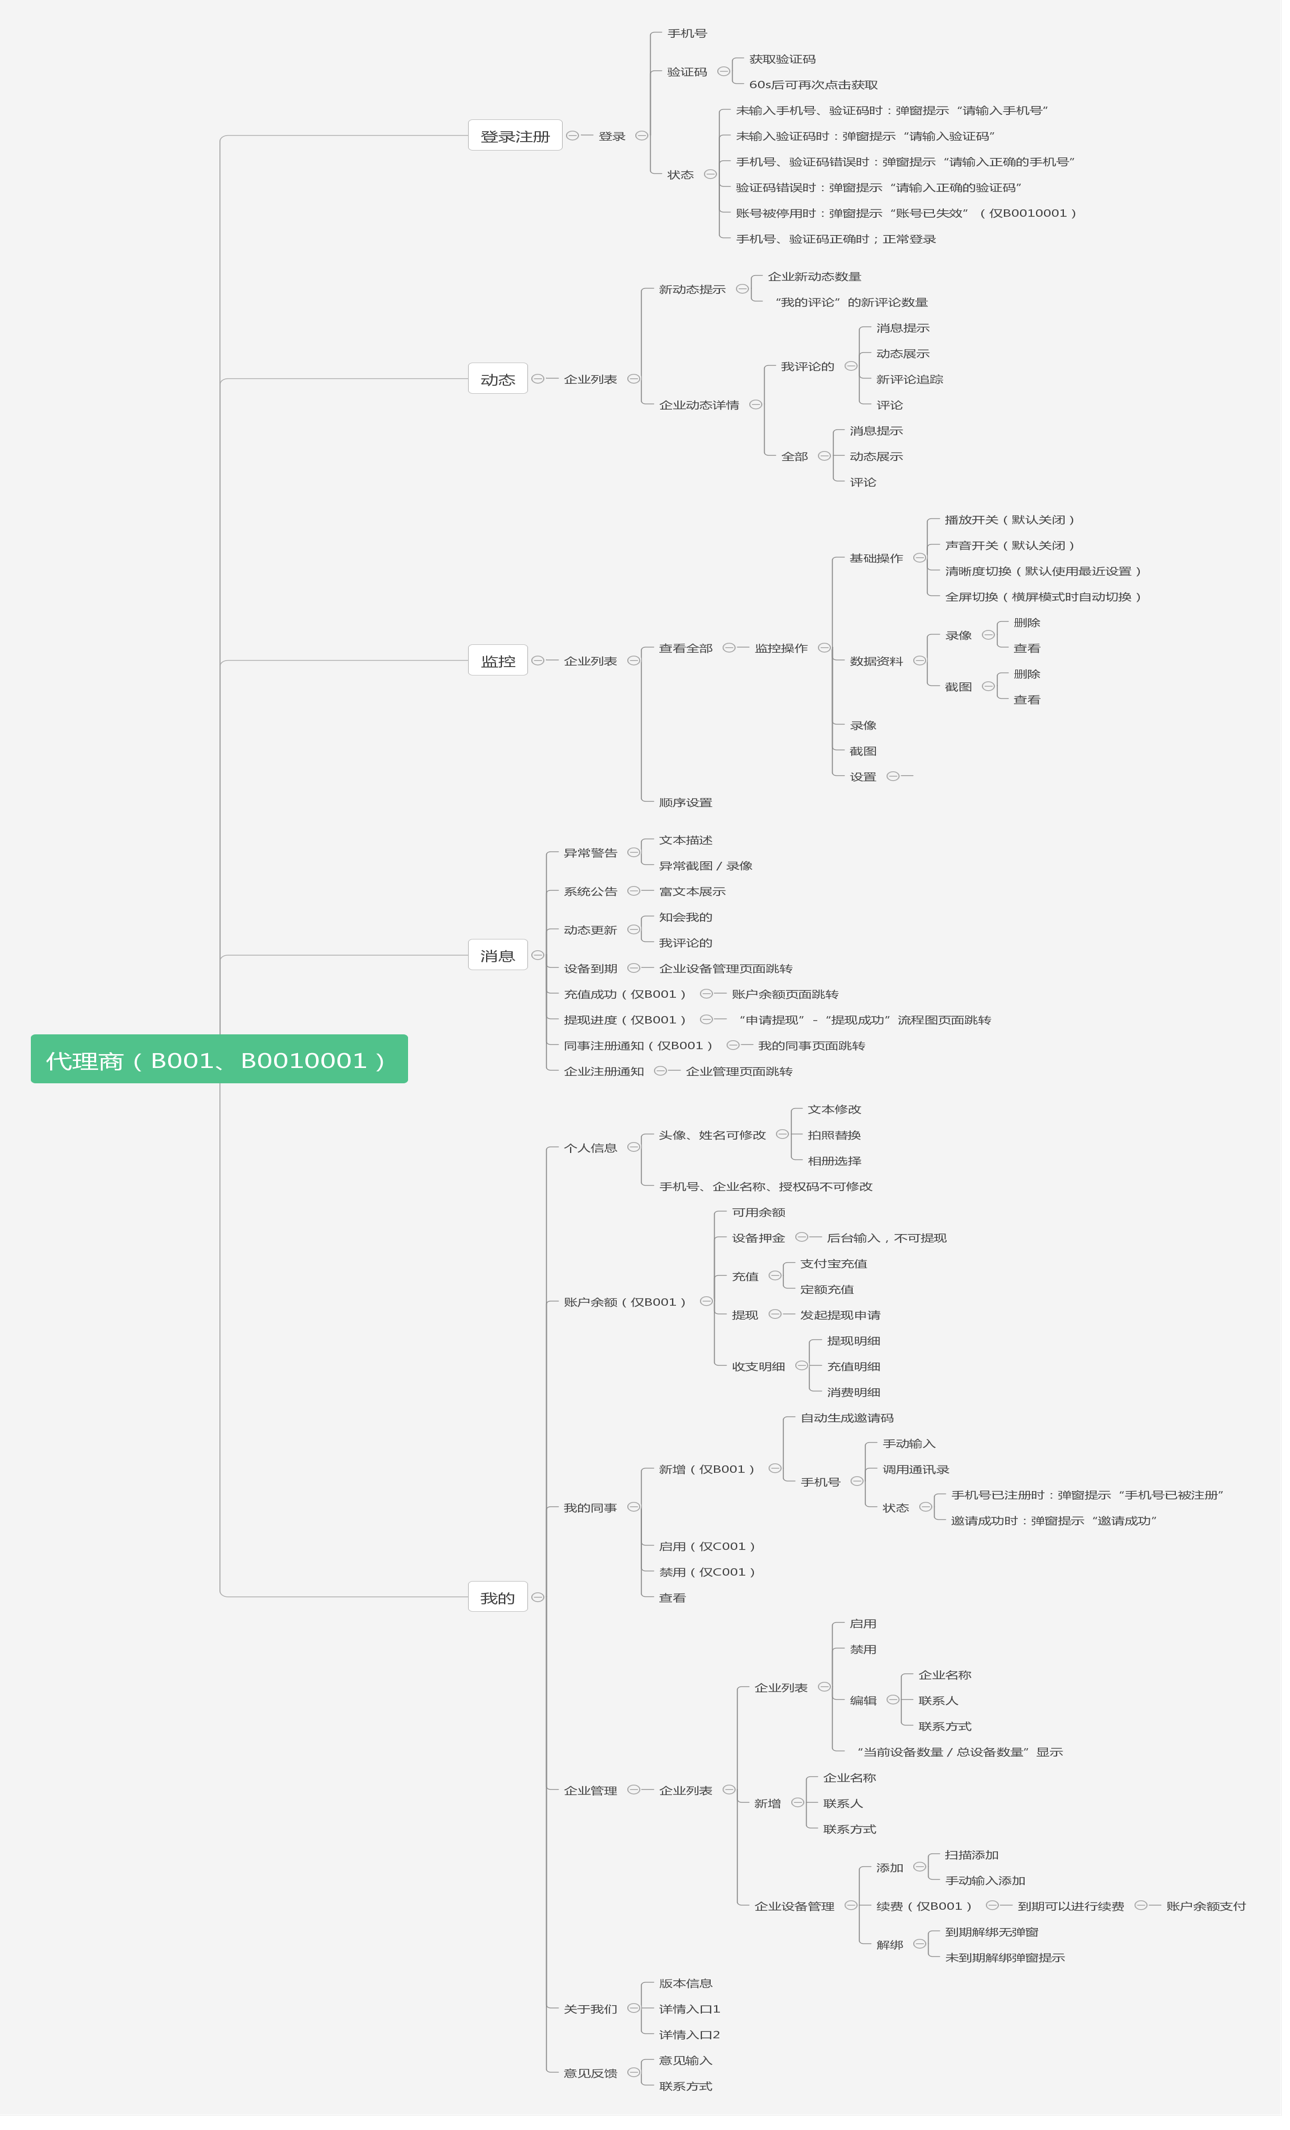 代理商（B001、B0010001）
登录注册
登录
手机号
验证码
获取验证码
60s后可再次点击获取
状态
未输入手机号、验证码时：弹窗提示“请输入手机号”
未输入验证码时：弹窗提示“请输入验证码”
手机号、验证码错误时：弹窗提示“请输入正确的手机号”
验证码错误时：弹窗提示“请输入正确的验证码”
账号被停用时：弹窗提示“账号已失效”（仅B0010001）
手机号、验证码正确时；正常登录
动态
企业列表
新动态提示
企业新动态数量
“我的评论”的新评论数量
企业动态详情
我评论的
消息提示
动态展示
新评论追踪
评论
全部
消息提示
动态展示
评论
监控
企业列表
查看全部
监控操作
基础操作
播放开关（默认关闭）
声音开关（默认关闭）
清晰度切换（默认使用最近设置）
全屏切换（横屏模式时自动切换）
数据资料
录像
删除
查看
截图
删除
查看
录像
截图
设置
顺序设置
消息
异常警告
文本描述
异常截图 / 录像
系统公告
富文本展示
动态更新
知会我的
我评论的
设备到期
企业设备管理页面跳转
充值成功（仅B001）
账户余额页面跳转
提现进度（仅B001）
“申请提现” - “提现成功”流程图页面跳转
同事注册通知（仅B001）
我的同事页面跳转
企业注册通知
企业管理页面跳转
我的
个人信息
头像、姓名可修改
文本修改
拍照替换
相册选择
手机号、企业名称、授权码不可修改
账户余额（仅B001）
可用余额
设备押金
后台输入，不可提现
充值
支付宝充值
定额充值
提现
发起提现申请
收支明细
提现明细
充值明细
消费明细
我的同事
新增（仅B001）
自动生成邀请码
手机号
手动输入
调用通讯录
状态
手机号已注册时：弹窗提示“手机号已被注册”
邀请成功时：弹窗提示“邀请成功”
启用（仅C001）
禁用（仅C001）
查看
企业管理
企业列表
企业列表
启用
禁用
编辑
企业名称
联系人
联系方式
“当前设备数量 / 总设备数量”显示
新增
企业名称
联系人
联系方式
企业设备管理
添加
扫描添加
手动输入添加
续费（仅B001）
到期可以进行续费
账户余额支付
解绑
到期解绑无弹窗
未到期解绑弹窗提示
关于我们
版本信息
详情入口1
详情入口2
意见反馈
意见输入
联系方式